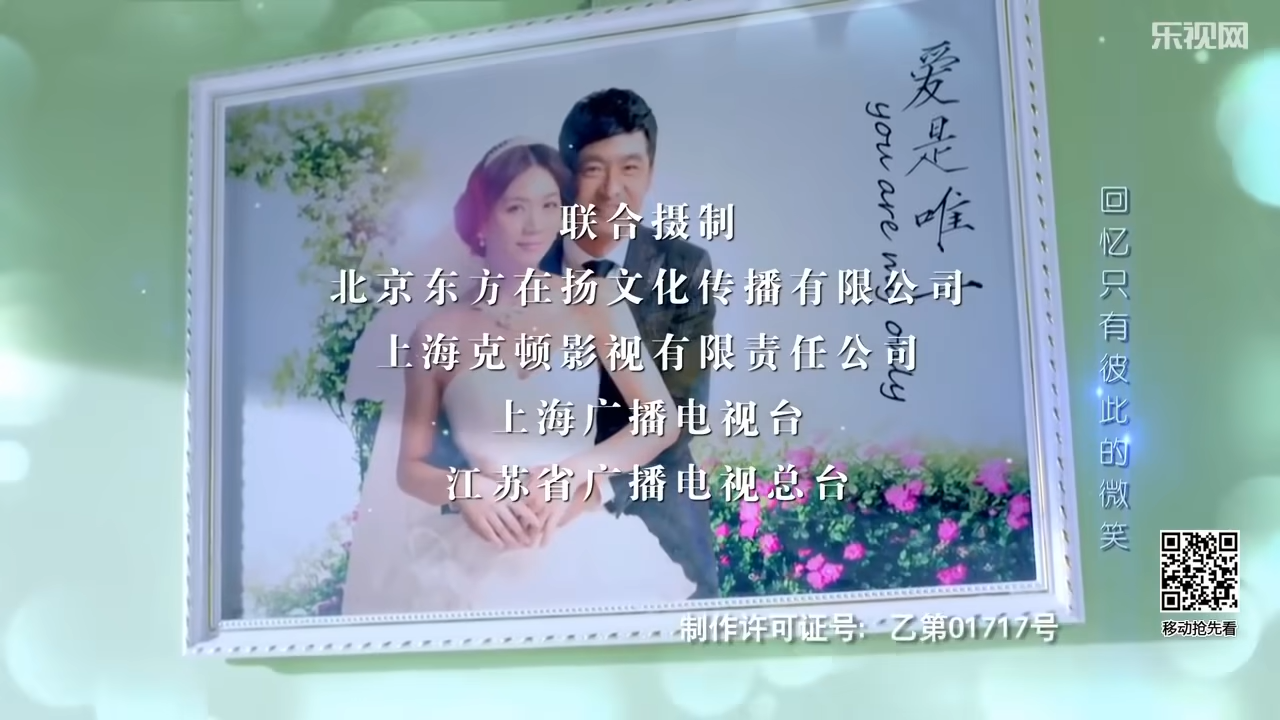 乐视网
爱是唯一
you are my only
联合摄制
北京东方在扬文化传播有限公司
上海克顿影视有限责任公司
上海广播电视台
江苏省广播电视总台
回忆只有彼此的微笑
制作许可证号: 乙第01717号
移动抢先看